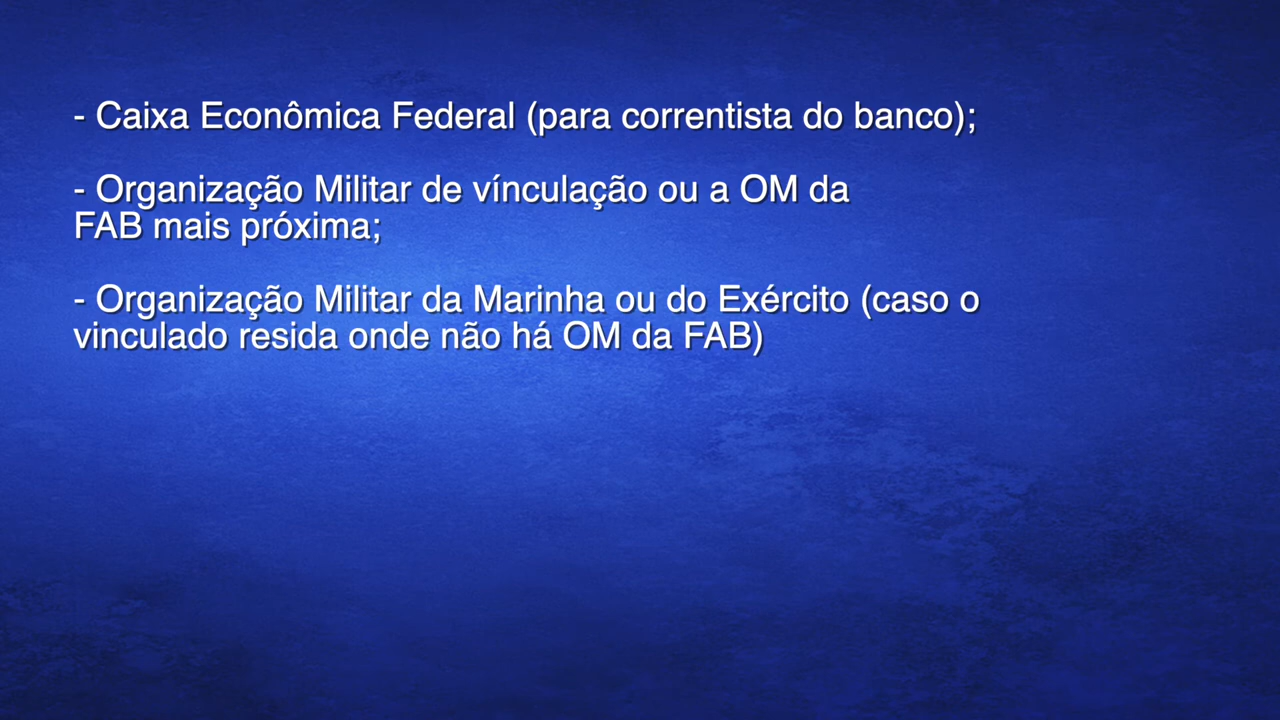 - Caixa Econômica Federal (para correntista do banco);
- Organização Militar de vínculação ou a OM da
FAB mais próxima;
- Organização Militar da Marinha ou do Exército (caso o
vinculado resida onde não há OM da FAB)